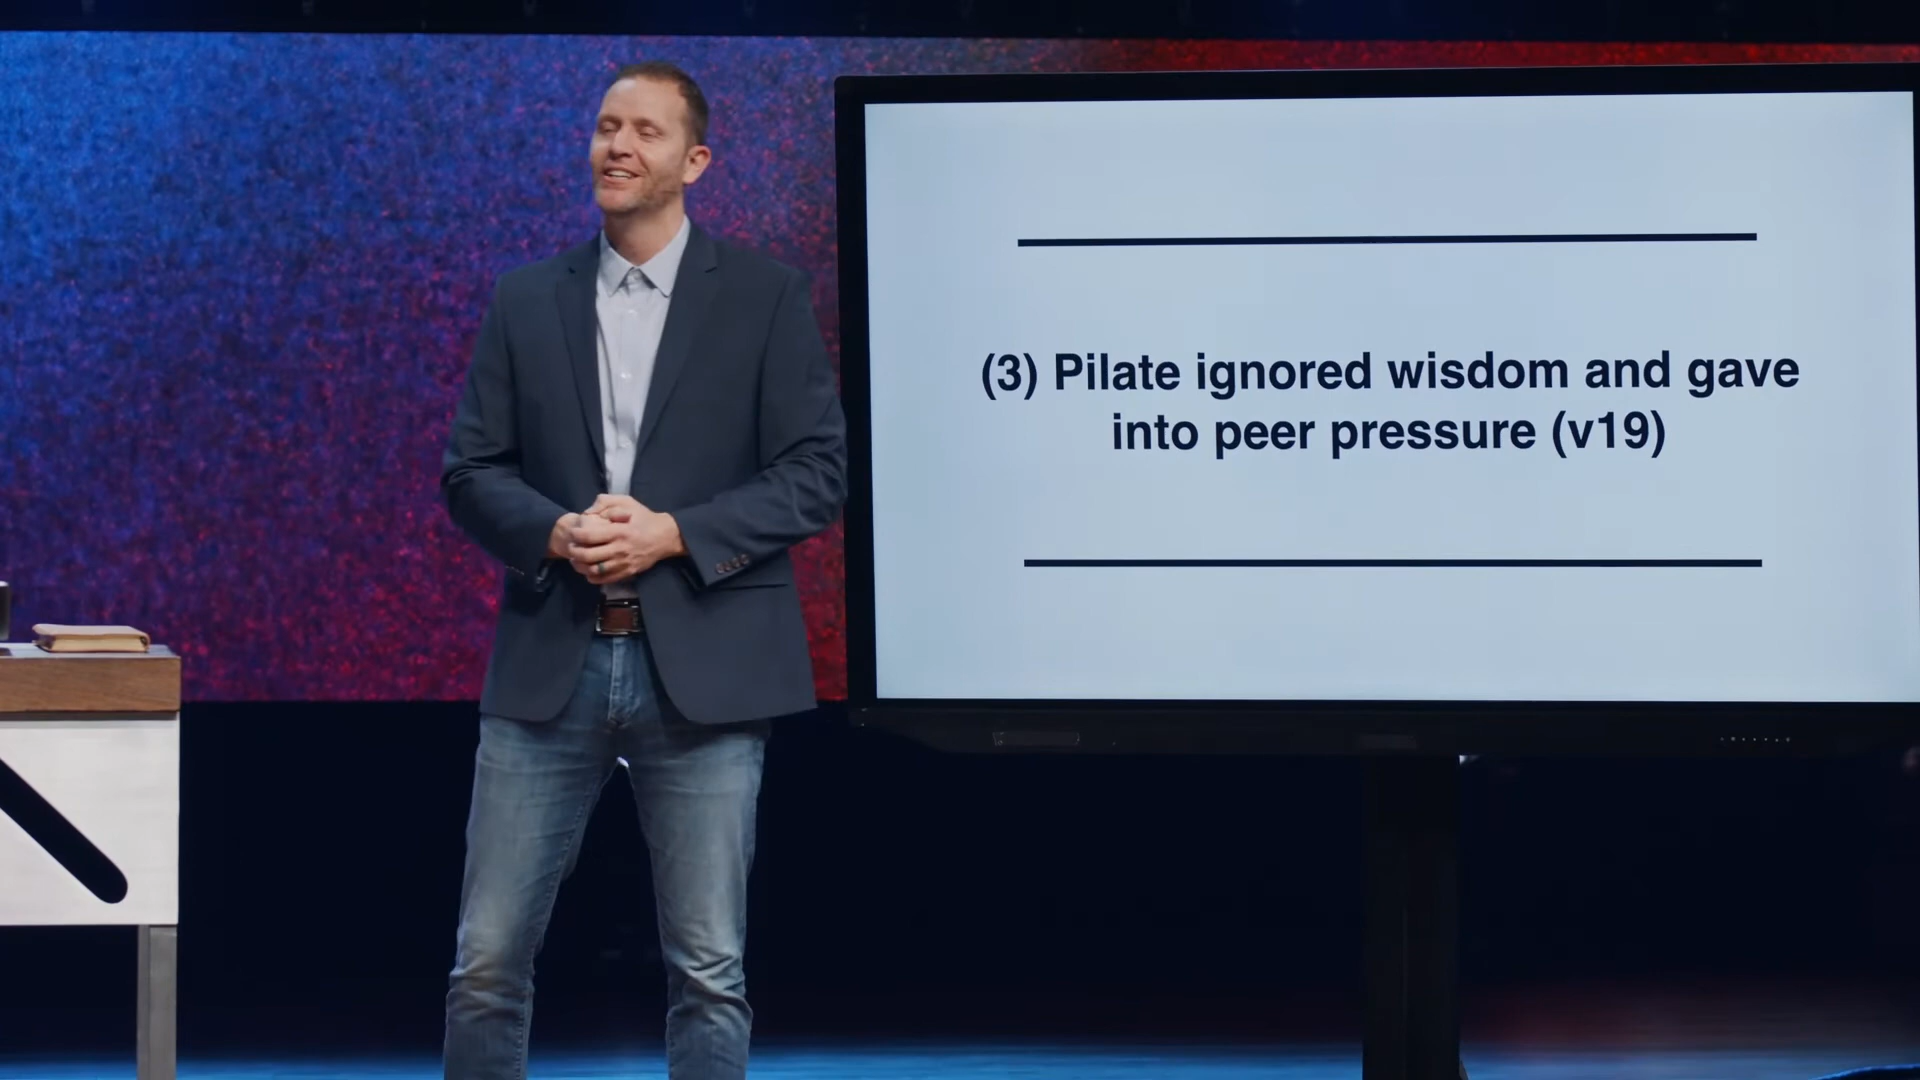 (3) Pilate ignored wisdom and gave
into peer pressure (v19)